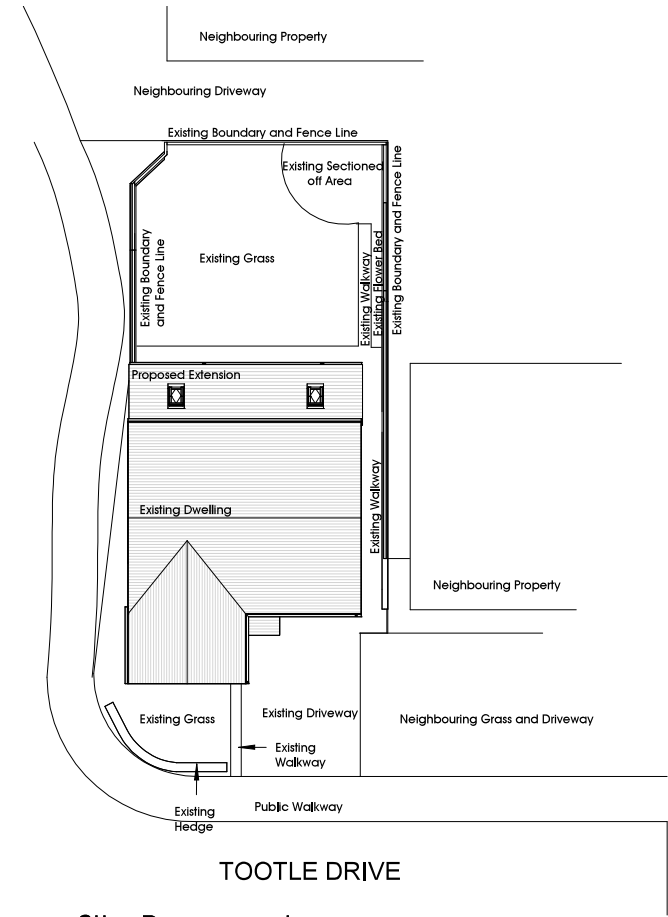 Neighbouring Property
Neighbouring Driveway
Existing Boundary and Fence Line
Existing Sectioned
off Area
Existing Boundary and Fence Line
Existing Boundary
and Fence Line
Existing Grass
Existing Walkway
Existing Flower Bed
Proposed Extension
Existing Dwelling
Existing Walkway
Neighbouring Property
Existing Grass
Existing Driveway
Neighbouring Grass and Driveway
Existing
Walkway
Existing
Hedge
Public Walkway
TOOTLE DRIVE